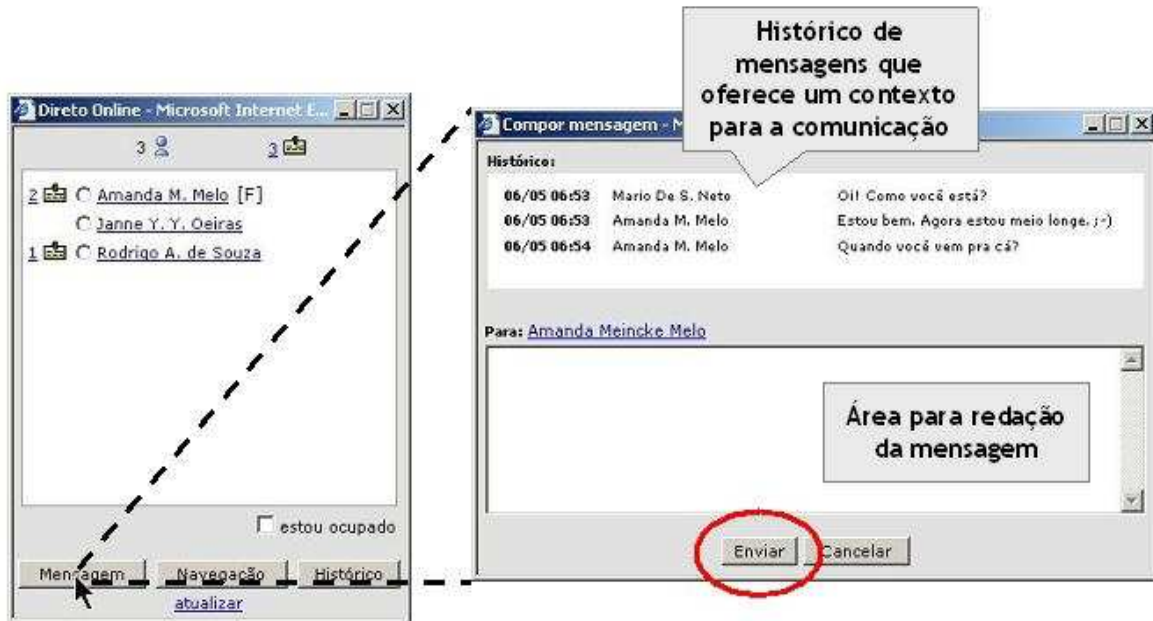 Direto Online - Microsoft Internet E...
3 3
2 Amanda M. Melo [F]
Janne Y. Y. Oeiras
1 Rodrigo A. de Souza
estou ocupado
Mensagem Navegação Histórico
atualizar
Histórico de
mensagens que
oferece um contexto
para a comunicação
Compor mensagem - M
Histórico:
06/05 06:53 Mario De S. Neto Oi! Como você está?
06/05 06:53 Amanda M. Melo Estou bem. Agora estou meio longe. ;-)
06/05 06:54 Amanda M. Melo Quando você vem pra cá?
Para: Amanda Meincke Melo
Área para redação
da mensagem
Enviar Cancelar